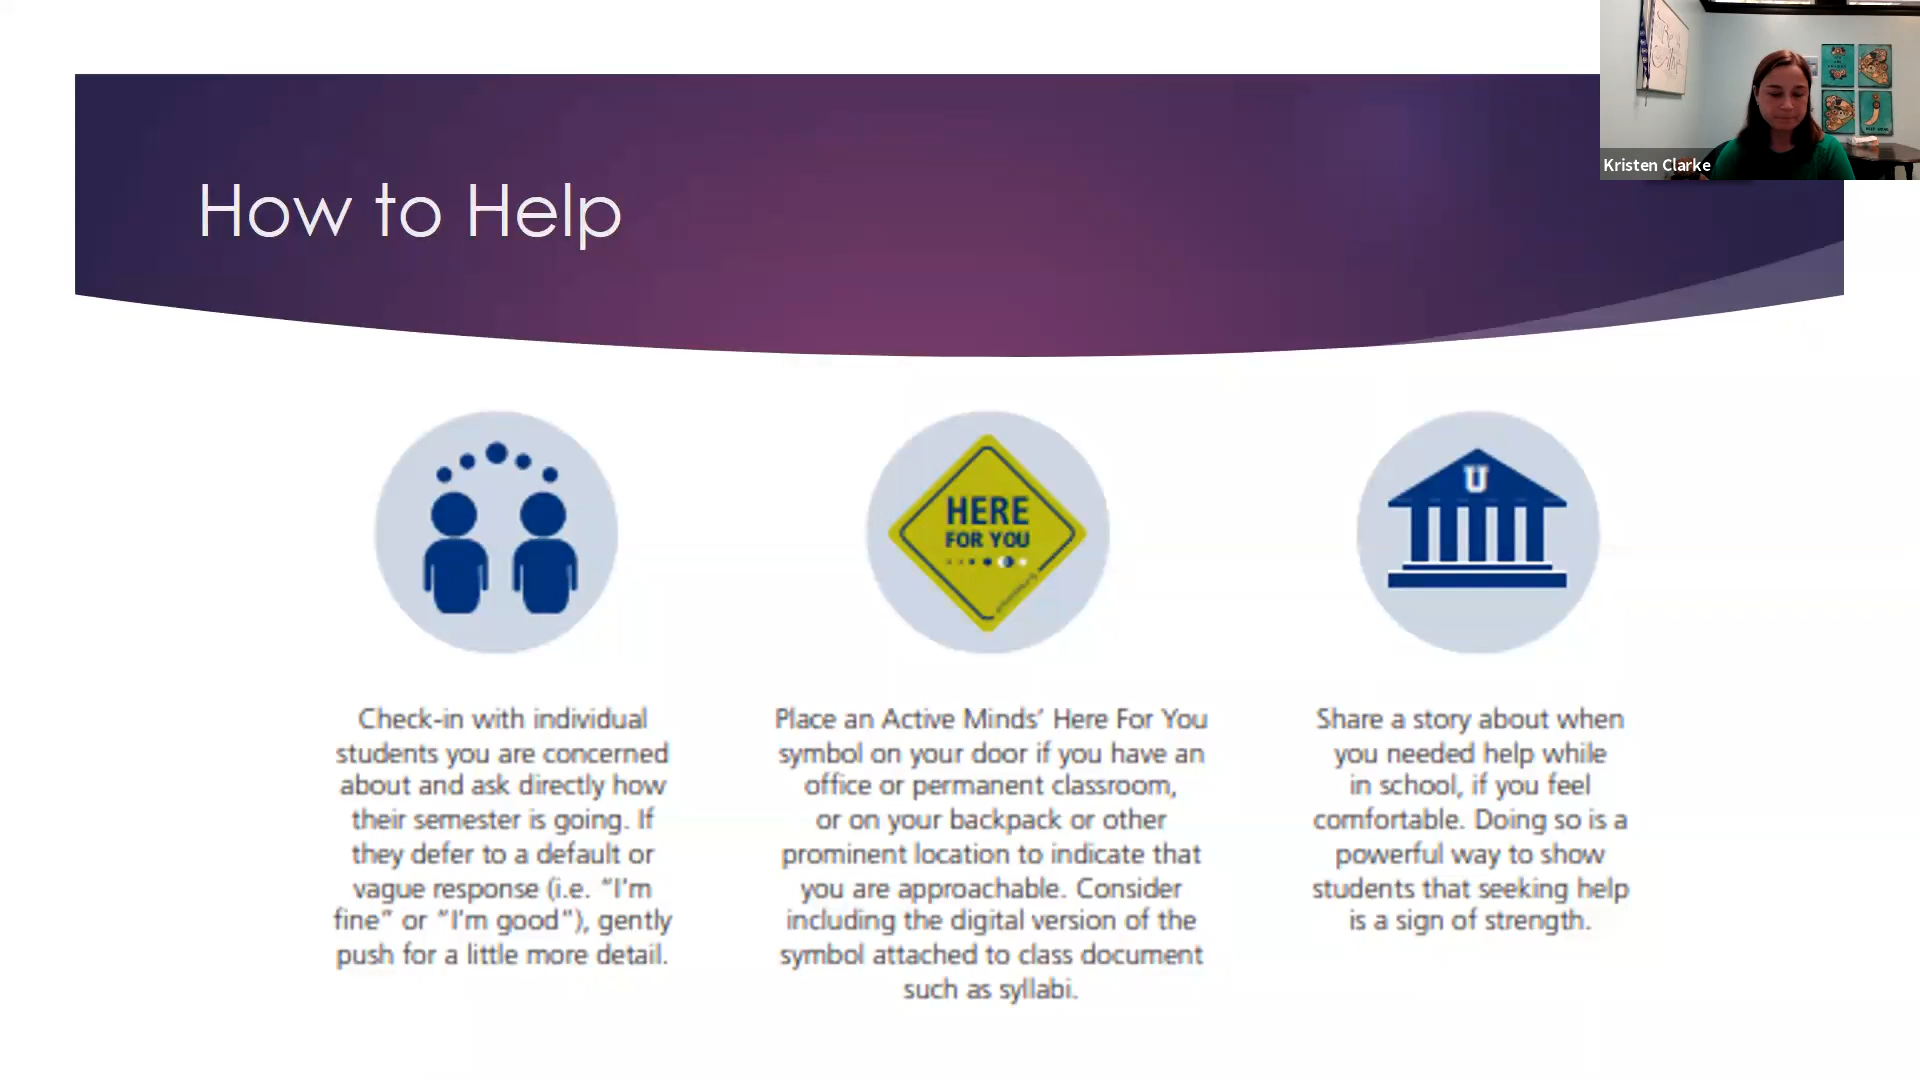 Kristen Clarke
How to Help
U
HERE
FOR YOU
Check-in with individual
students you are concerned
about and ask directly how
their semester is going. If
they defer to a default or
vague response (i.e. “I’m
fine” or “I’m good”), gently
push for a little more detail.
Place an Active Minds’ Here For You
symbol on your door if you have an
office or permanent classroom,
or on your backpack or other
prominent location to indicate that
you are approachable. Consider
including the digital version of the
symbol attached to class document
such as syllabi.
Share a story about when
you needed help while
in school, if you feel
comfortable. Doing so is a
powerful way to show
students that seeking help
is a sign of strength.